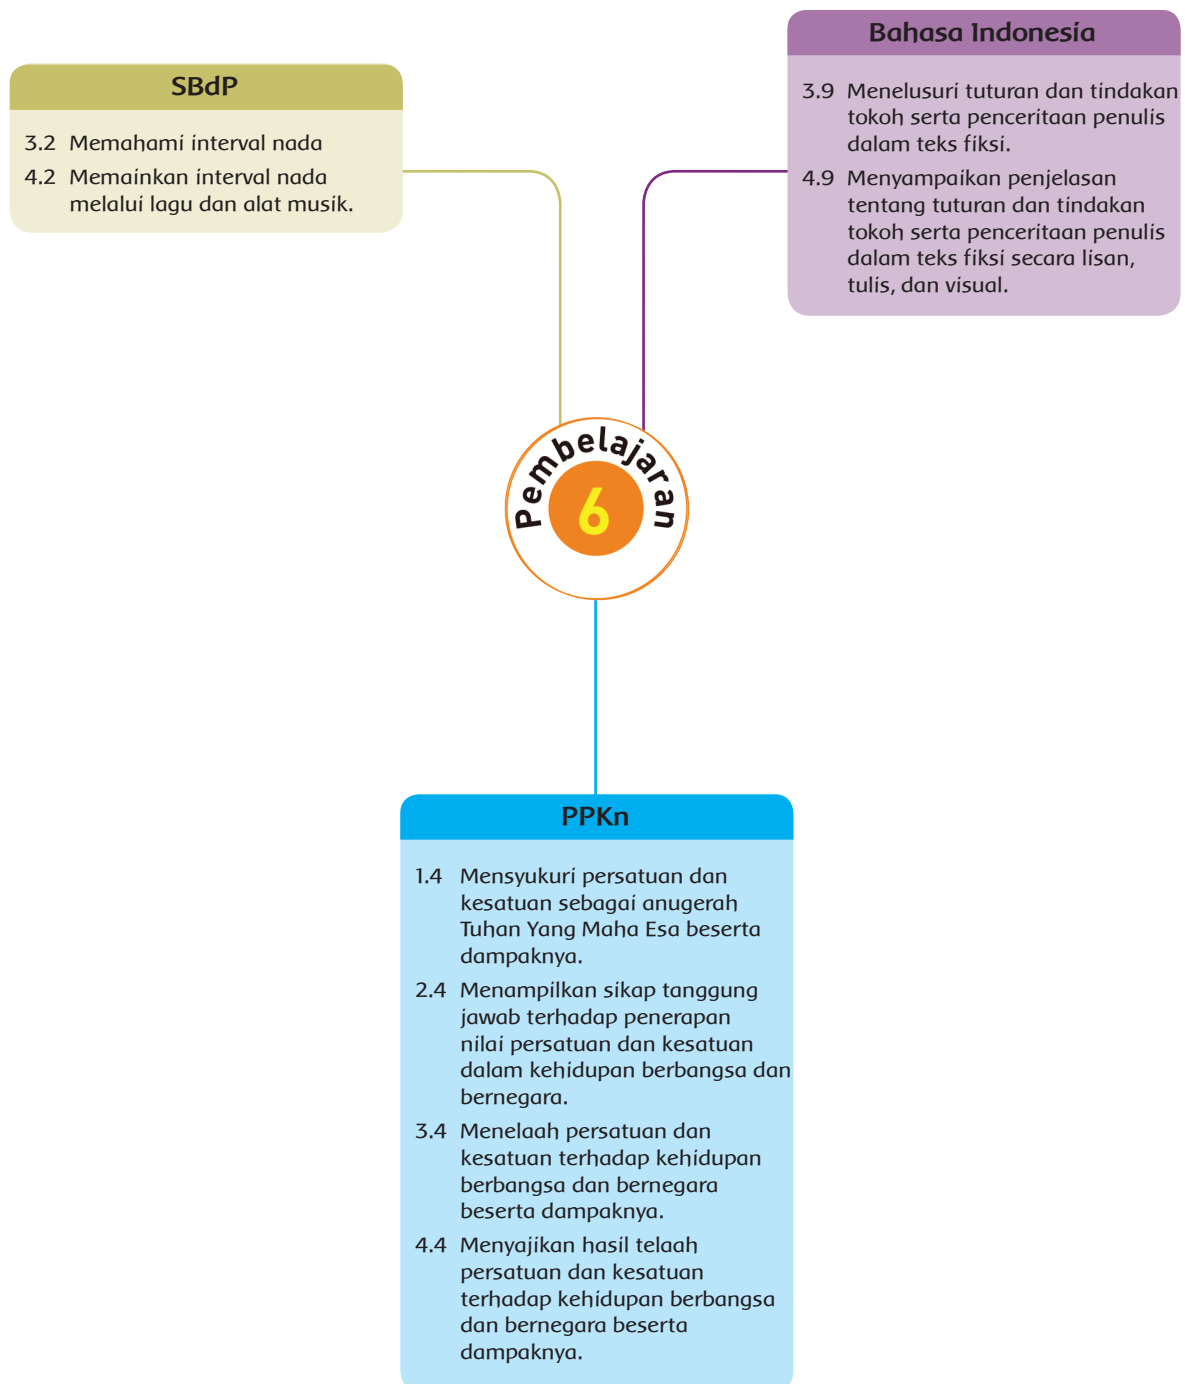 SBdP
3.2 Memahami interval nada
4.2 Memainkan interval nada
melalui lagu dan alat musik.
Bahasa Indonesia
3.9 Menelusuri tuturan dan tindakan
tokoh serta penceritaan penulis
dalam teks fiksi.
4.9 Menyampaikan penjelasan
tentang tuturan dan tindakan
tokoh serta penceritaan penulis
dalam teks fiksi secara lisan,
tulis, dan visual.
Pembelajaran
6
PPKn
1.4 Mensyukuri persatuan dan
kesatuan sebagai anugerah
Tuhan Yang Maha Esa beserta
dampaknya.
2.4 Menampilkan sikap tanggung
jawab terhadap penerapan
nilai persatuan dan kesatuan
dalam kehidupan berbangsa dan
bernegara.
3.4 Menelaah persatuan dan
kesatuan terhadap kehidupan
berbangsa dan bernegara
beserta dampaknya.
4.4 Menyajikan hasil telaah
persatuan dan kesatuan
terhadap kehidupan berbangsa
dan bernegara beserta
dampaknya.